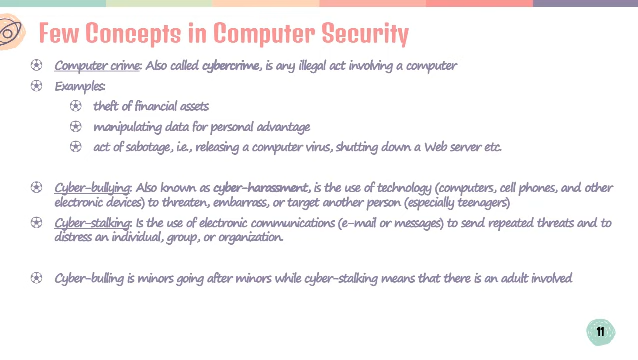 Few Concepts in Computer Security
Computer crime: Also called cybercrime, is any illegal act involving a computer
Examples:
theft of financial assets
manipulating data for personal advantage
act of sabotage, i.e., releasing a computer virus, shutting down a Web server etc.
Cyber-bullying: Also known as cyber-harassment, is the use of technology (computers, cell phones, and other
electronic devices) to threaten, embarrass, or target another person (especially teenagers)
Cyber-stalking: Is the use of electronic communications (e-mail or messages) to send repeated threats and to
distress an individual, group, or organization.
Cyber-bulling is minors going after minors while cyber-stalking means that there is an adult involved
11